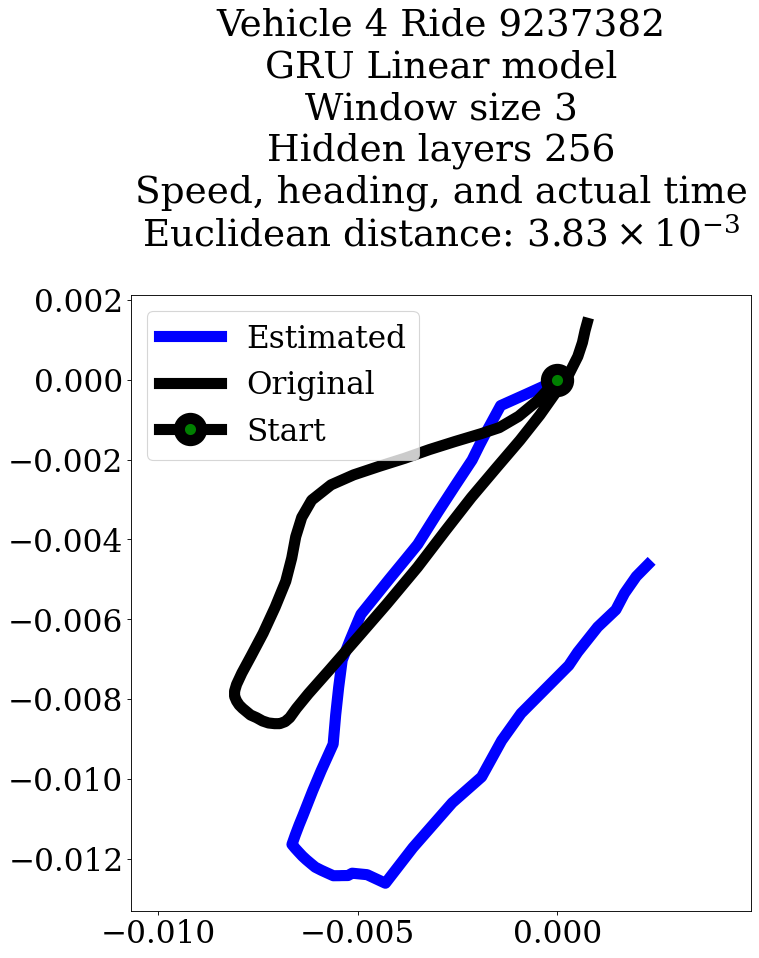 Vehicle 4 Ride 9237382
GRU Linear model
Window size 3
Hidden layers 256
Speed, heading, and actual time
Euclidean distance: 3.83 × 10⁻³
0.002
0.000
−0.002
−0.004
−0.006
−0.008
−0.010
−0.012
Estimated
Original
Start
−0.010
−0.005
0.000